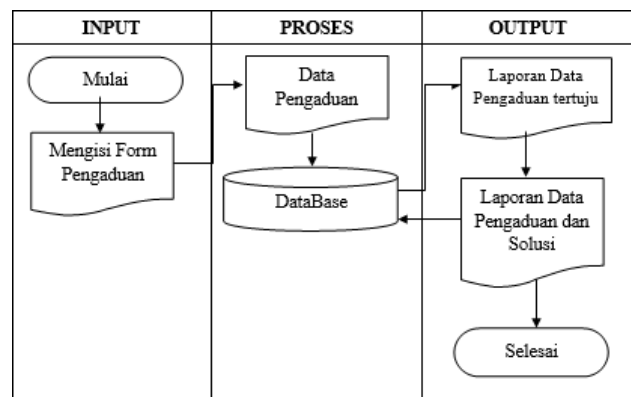 INPUT
PROSES
OUTPUT
Mulai
Mengisi Form
Pengaduan
Data
Pengaduan
DataBase
Laporan Data
Pengaduan tertuju
Laporan Data
Pengaduan dan
Solusi
Selesai